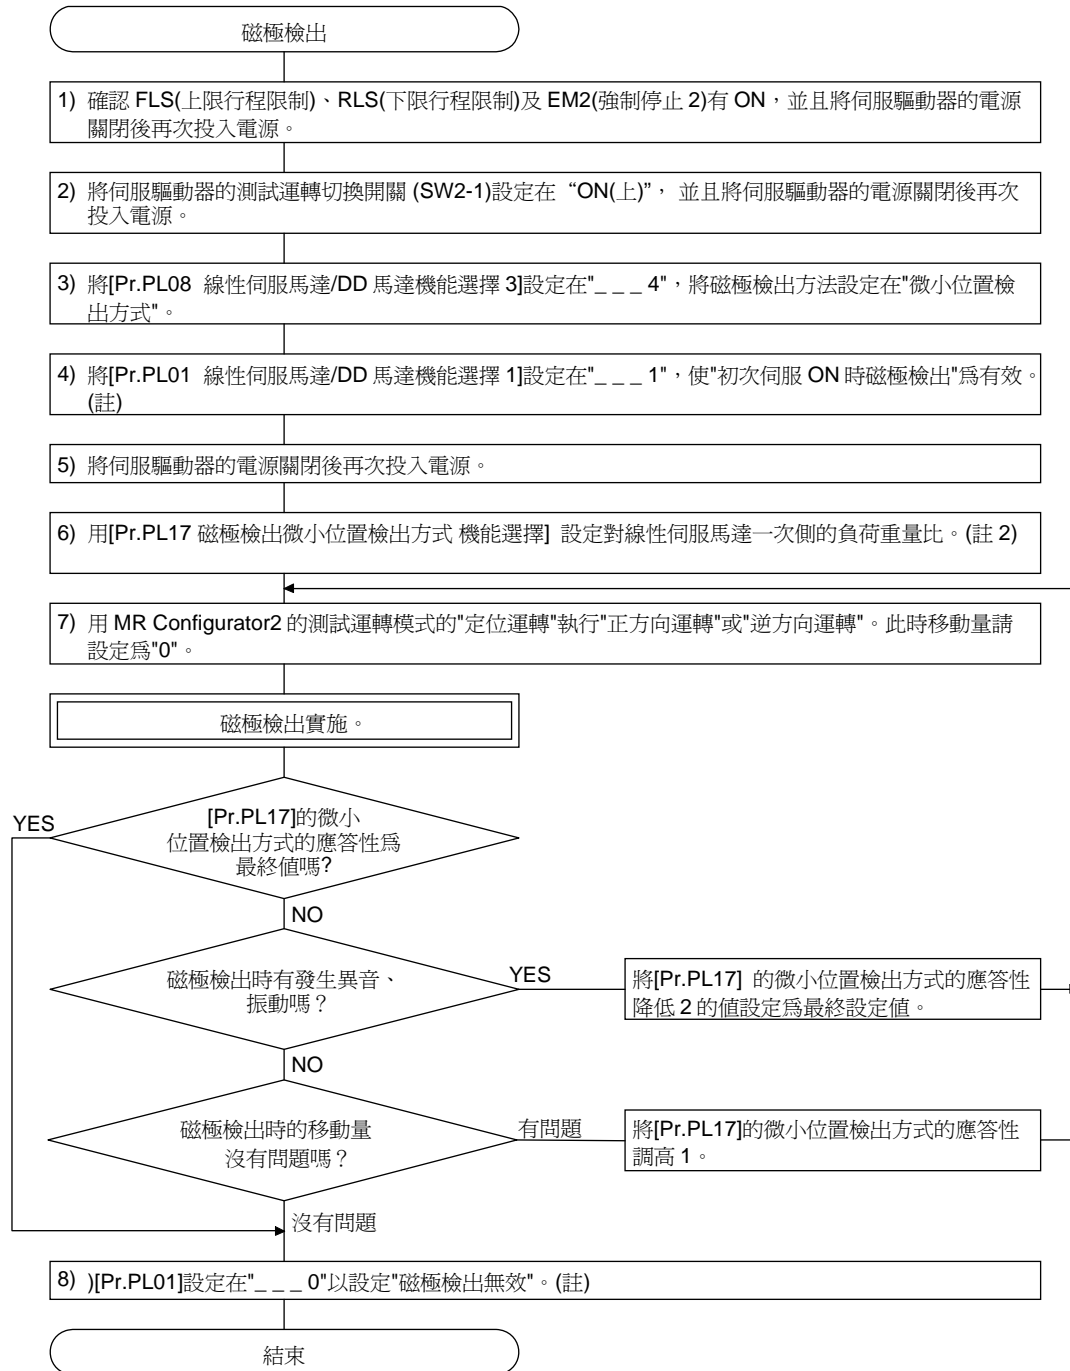 磁極檢出
1) 確認 FLS(上限行程限制)、RLS(下限行程限制)及 EM2(強制停止 2)有 ON，並且將伺服驅動器的電源
關閉後再次投入電源。
2) 將伺服驅動器的測試運轉切換開關 (SW2-1)設定在“ON(上)”， 並且將伺服驅動器的電源關閉後再次
投入電源。
3) 將[Pr.PL08 線性伺服馬達/DD 馬達機能選擇 3]設定在"_ _ _ 4"，將磁極檢出方法設定在"微小位置檢
出方式"。
4) 將[Pr.PL01 線性伺服馬達/DD 馬達機能選擇 1]設定在"_ _ _ 1"，使"初次伺服 ON 時磁極檢出"爲有效。
(註)
5) 將伺服驅動器的電源關閉後再次投入電源。
6) 用[Pr.PL17 磁極檢出微小位置檢出方式 機能選擇] 設定對線性伺服馬達一次側的負荷重量比。(註 2)
7) 用 MR Configurator2 的測試運轉模式的"定位運轉"執行"正方向運轉"或"逆方向運轉"。此時移動量請
設定爲"0"。
磁極檢出實施。
[Pr.PL17]的微小
位置檢出方式的應答性爲
最終值嗎?
YES
NO
磁極檢出時有發生異音、
振動嗎？
YES
將[Pr.PL17] 的微小位置檢出方式的應答性
降低 2 的值設定爲最終設定值。
NO
磁極檢出時的移動量
沒有問題嗎？
有問題
將[Pr.PL17]的微小位置檢出方式的應答性
調高 1。
沒有問題
8) )[Pr.PL01]設定在"_ _ _ 0"以設定"磁極檢出無效"。(註)
結束